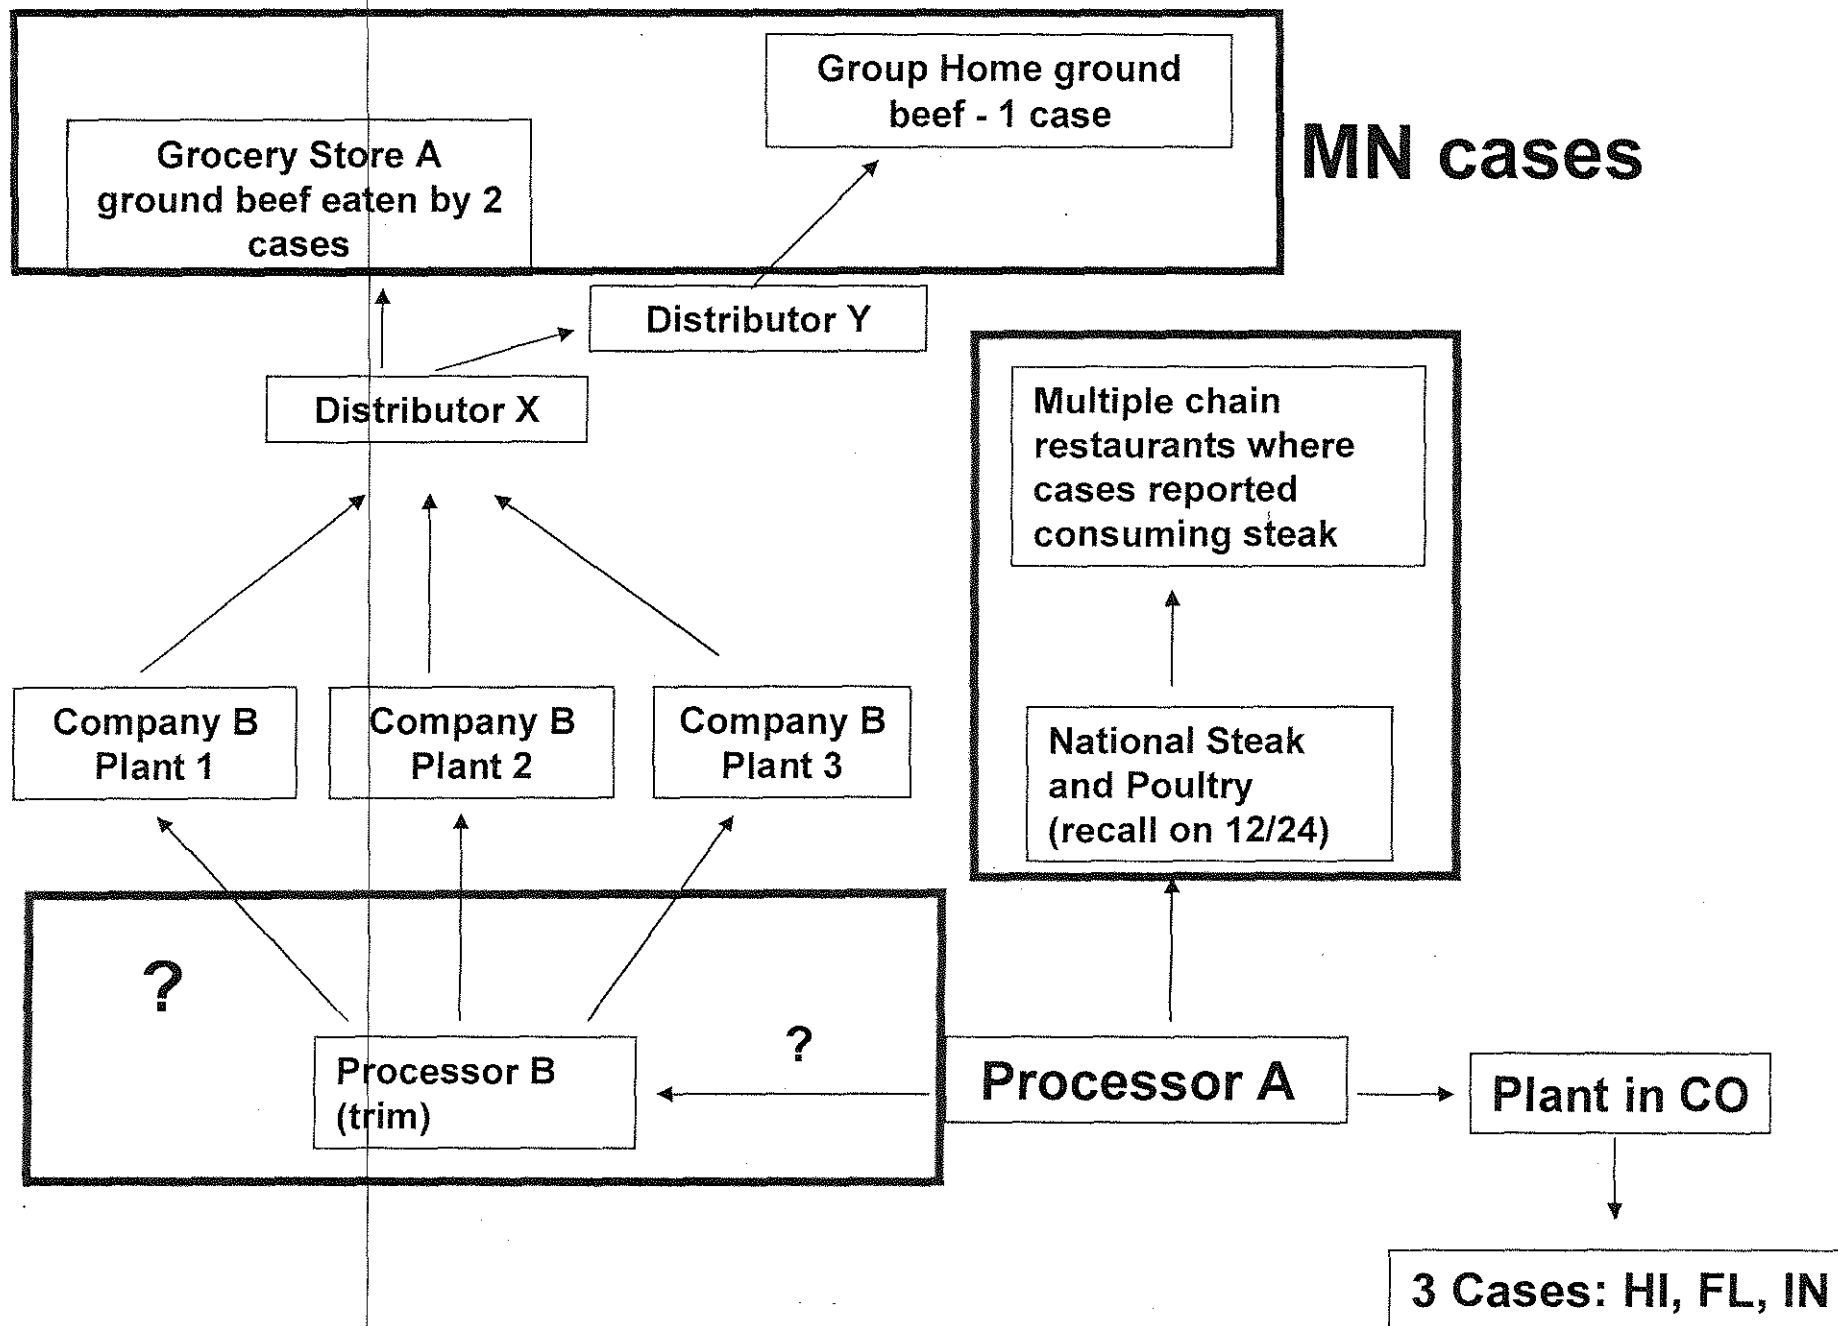 Group Home ground
beef - 1 case
MN cases
Grocery Store A
ground beef eaten by 2
cases
Distributor Y
Distributor X
Multiple chain
restaurants where
cases reported
consuming steak
Company B
Plant 1
Company B
Plant 2
Company B
Plant 3
National Steak
and Poultry
(recall on 12/24)
?
?
Processor B
(trim)
Processor A
Plant in CO
3 Cases: HI, FL, IN